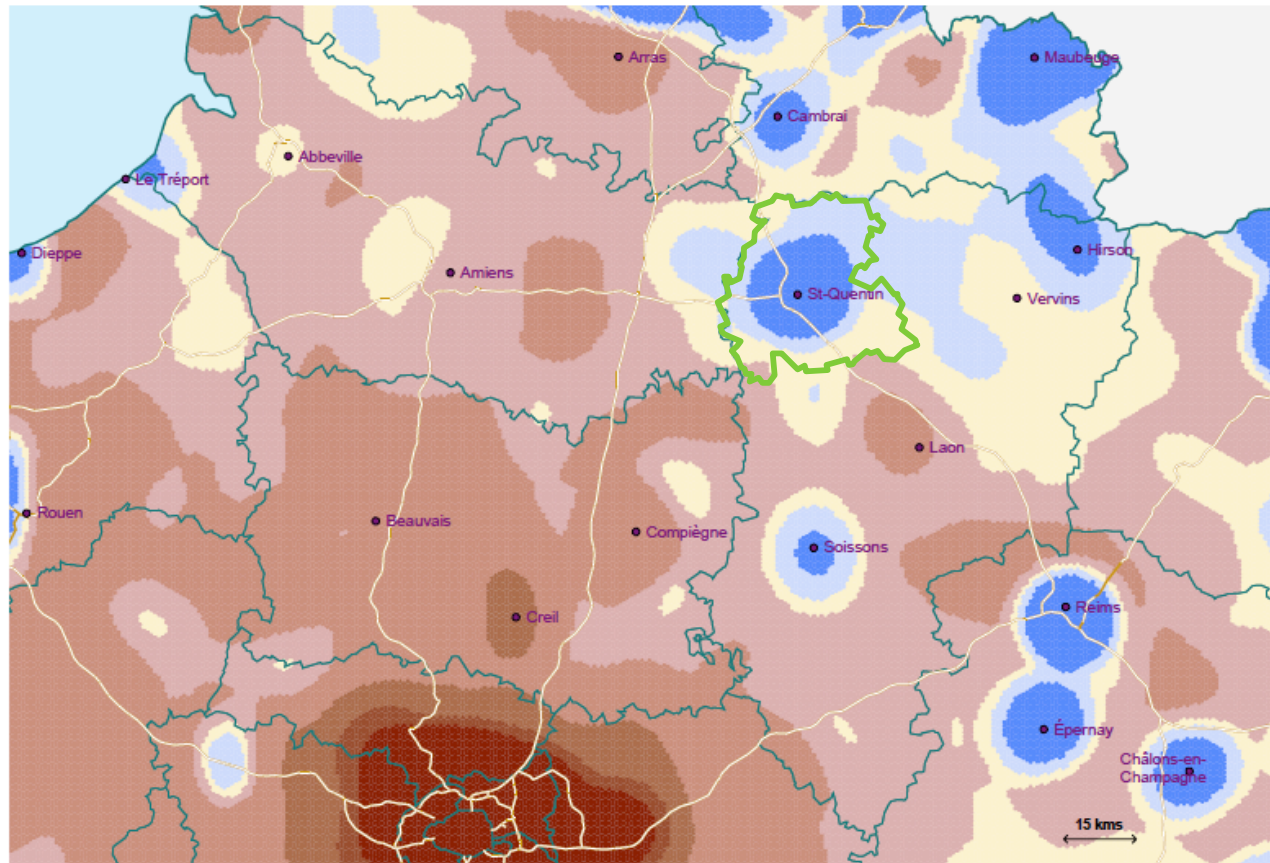 Arras
Maubeuge
Cambrai
Abbeville
Le Tréport
Dieppe
Hirson
Amiens
St-Quentin
Vervins
Laon
Rouen
Beauvais
Compiègne
Soissons
Creil
Reims
Épernay
Châlons-en-
Champagne
15 kms